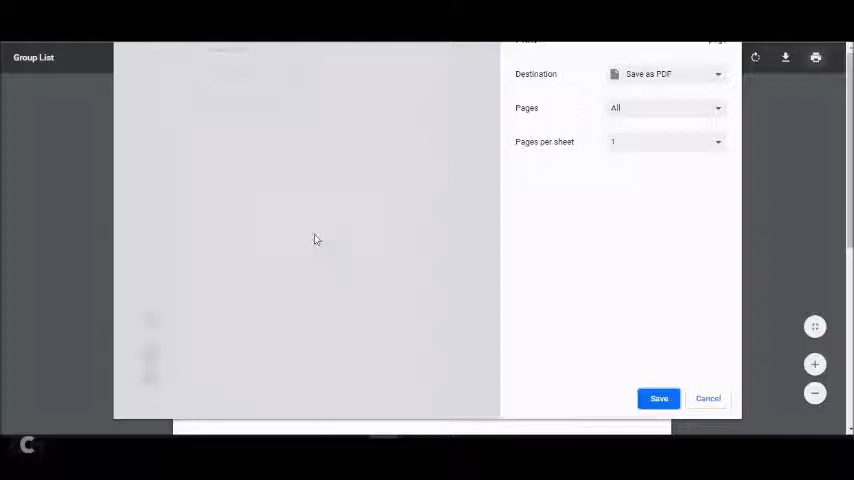 Group List
Destination
Save as PDF
Pages
All
Pages per sheet
1
Save
Cancel